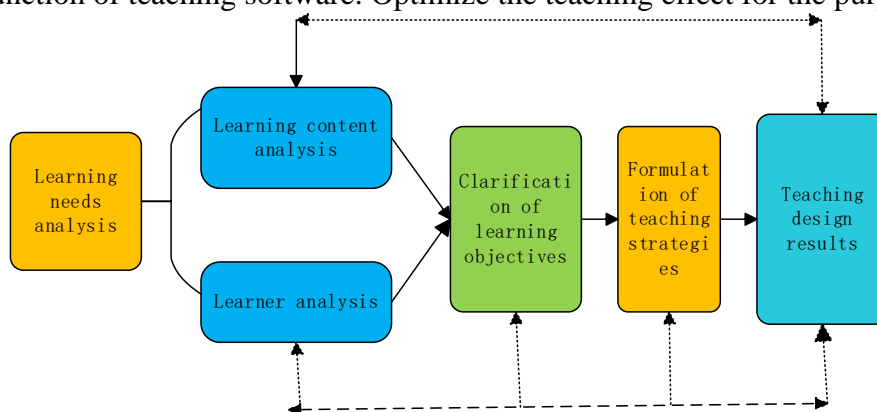 unction of teaching software. Optimize the teaching effect for the pur
Learning content
analysis
Learning
needs
analysis
Learner analysis
Clarificati
on of
learning
objectives
Formulat
ion of
teaching
strategi
es
Teaching
design
results